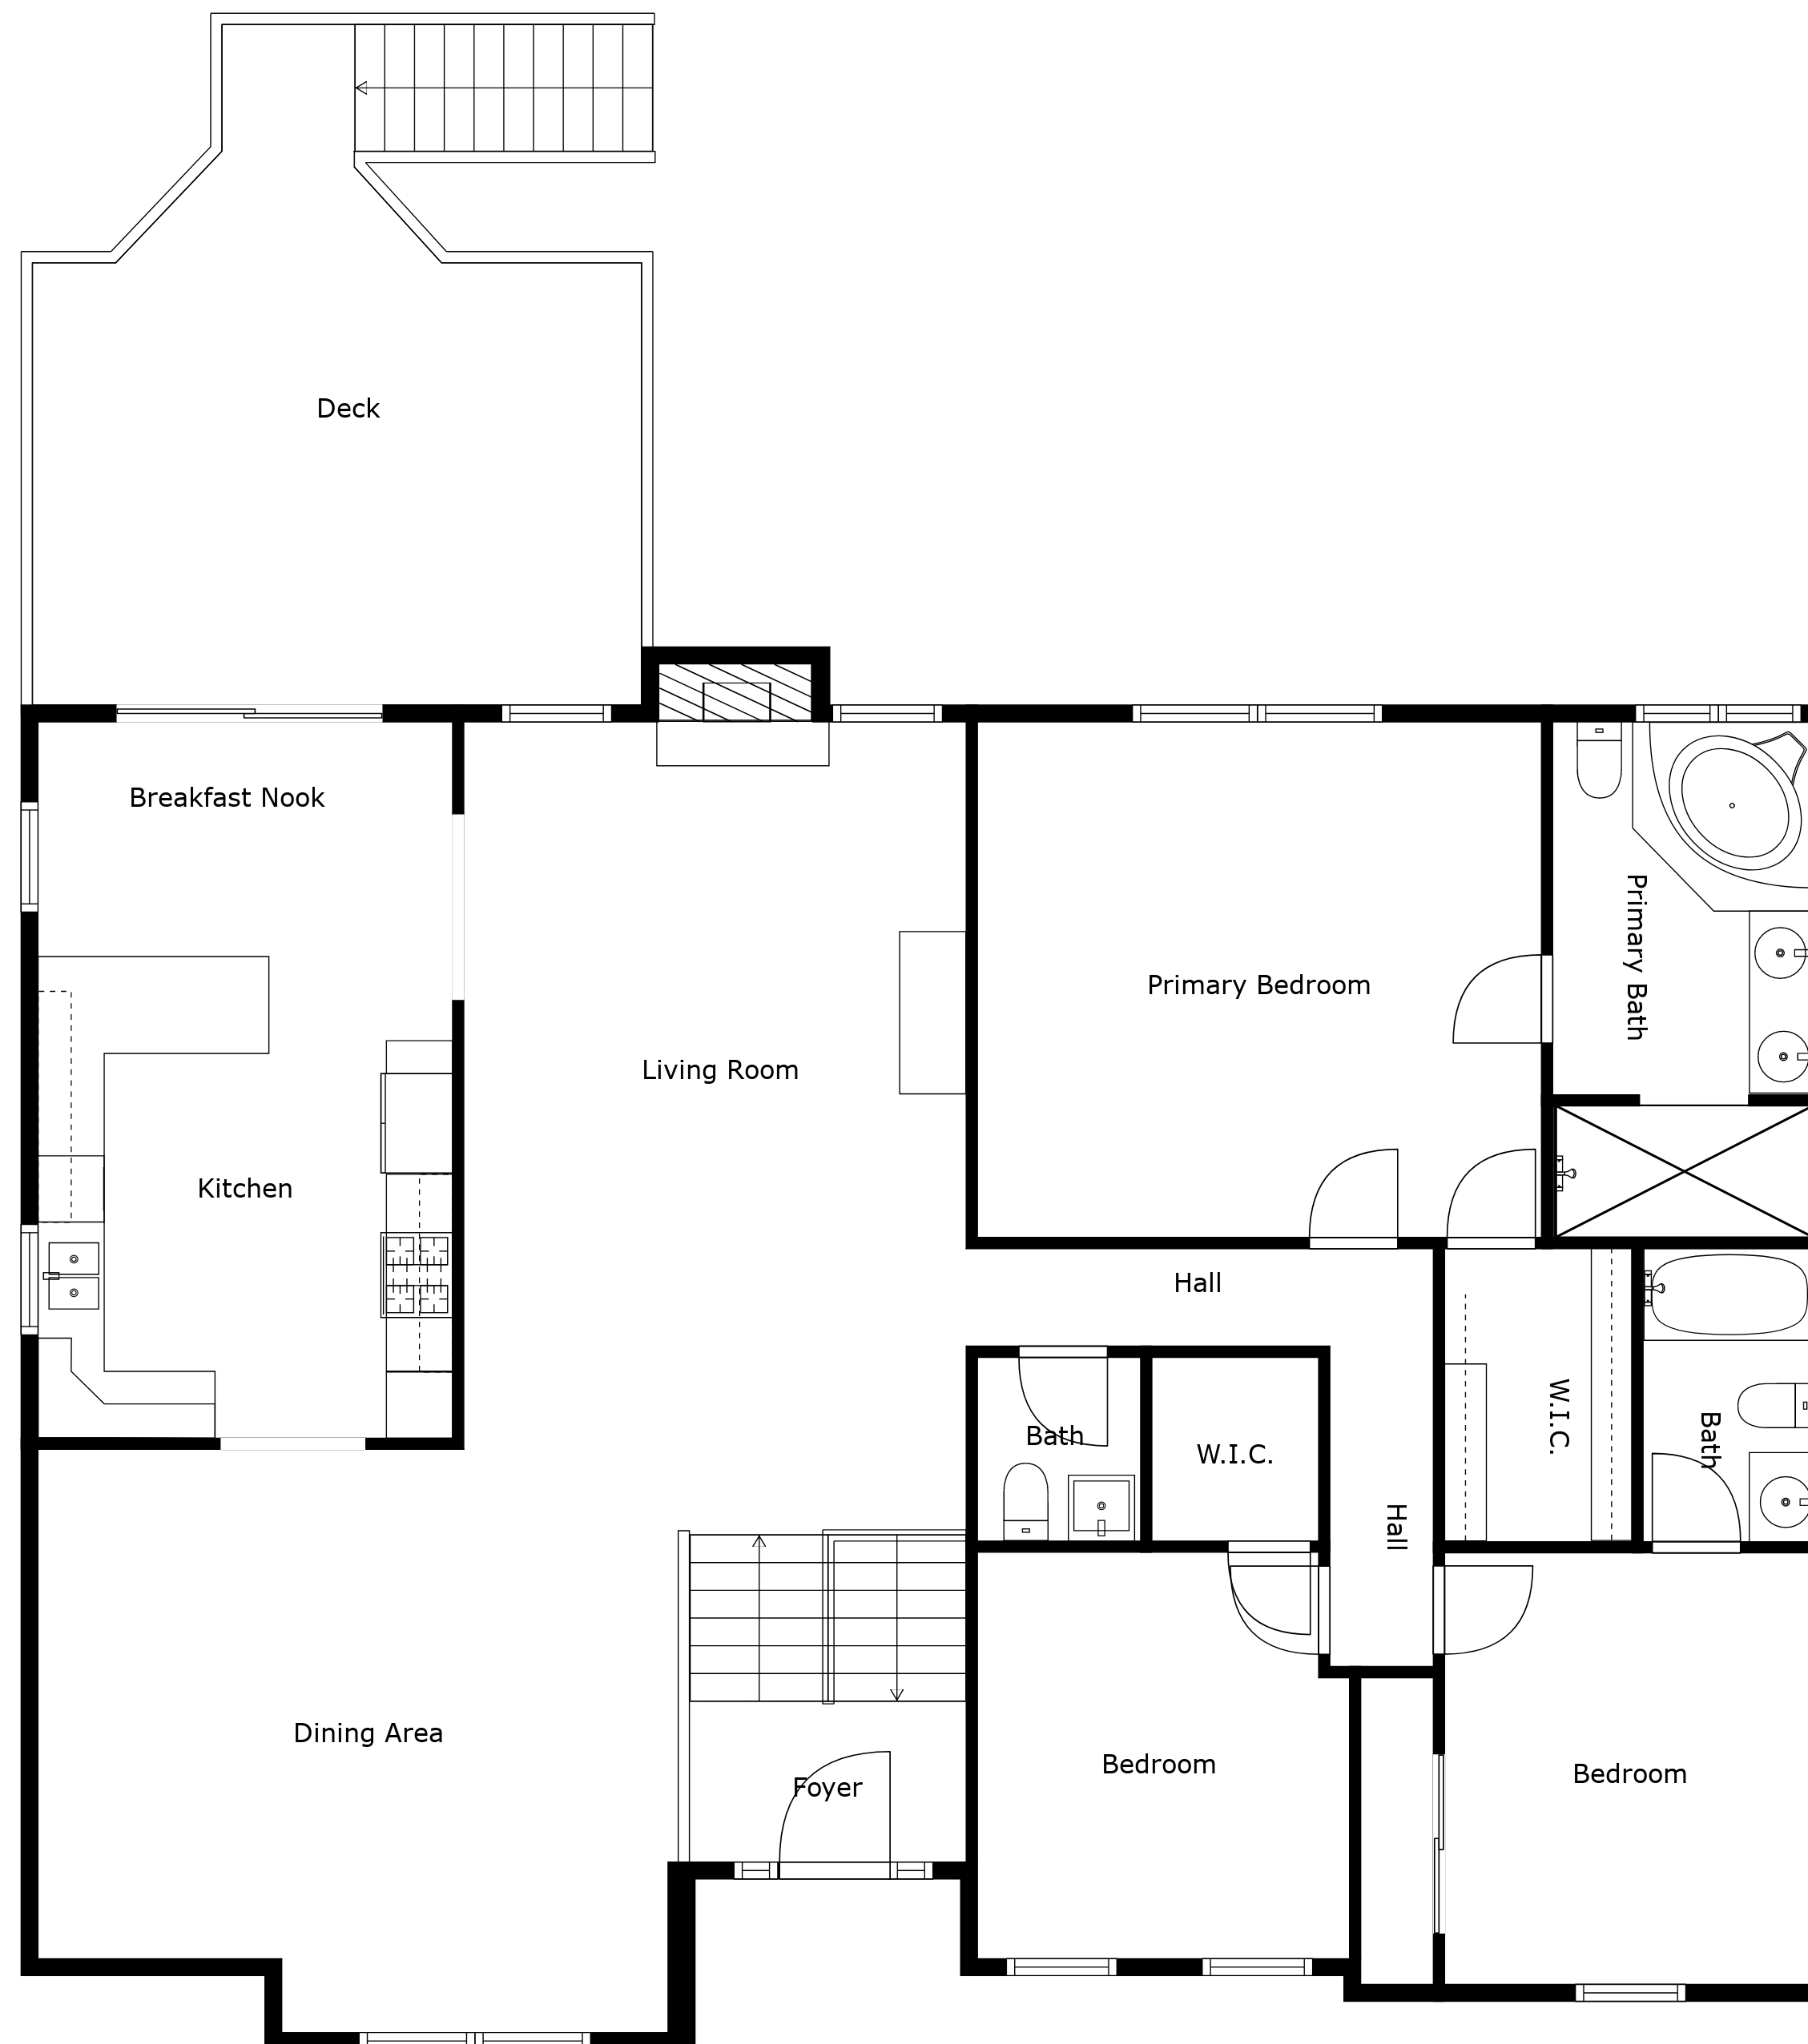 Deck
Breakfast Nook
Primary Bath
Primary Bedroom
Living Room
Kitchen
Hall
W.I.C.
Bath
Bath
W.I.C.
Hall
Dining Area
Bedroom
Bedroom
Foyer